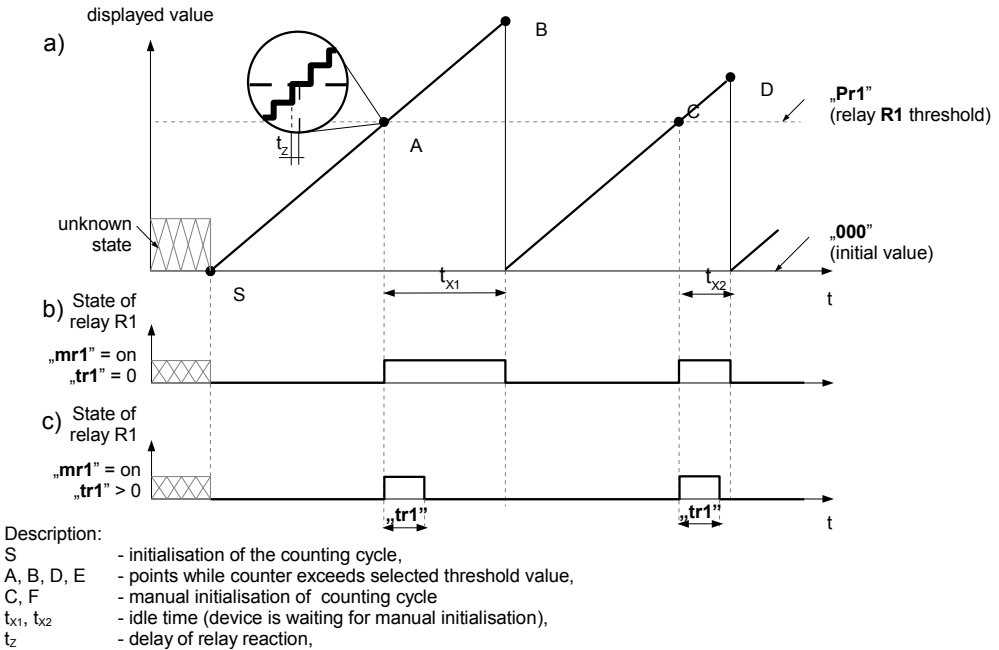 displayed value
a)
B
D
„Pr1”
(relay R1 threshold)
C
A
tZ
unknown
state
„000”
(initial value)
tX1
tX2
t
S
b) State of
relay R1
„mr1” = on
„tr1” = 0
c) State of
relay R1
„mr1” = on
„tr1” > 0
„tr1”
„tr1”
t
Description:
S - initialisation of the counting cycle,
A, B, D, E - points while counter exceeds selected threshold value,
C, F - manual initialisation of counting cycle
tX1, tX2 - idle time (device is waiting for manual initialisation),
tZ - delay of relay reaction,